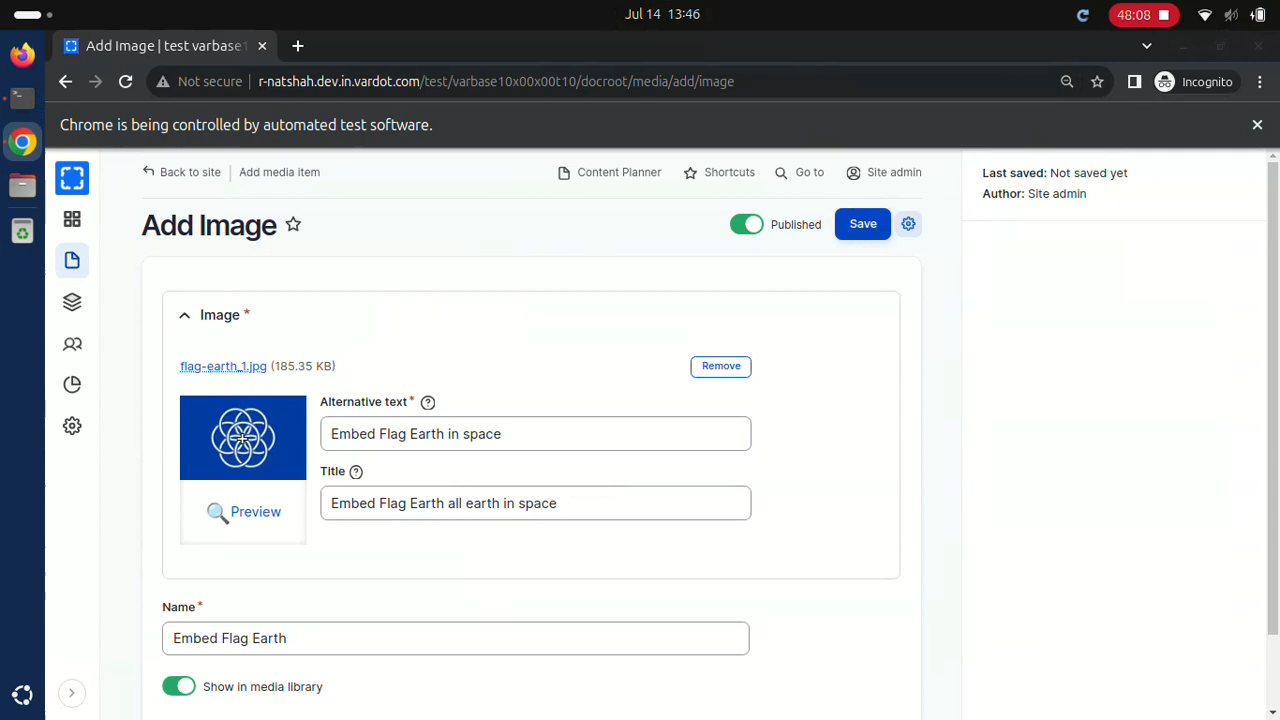 Jul 14 13:46
48:08
Add Image | test varbase1
Not secure
r-natshah.dev.in.vardot.com/test/varbase10x00x00t10/docroot/media/add/image
Incognito
Chrome is being controlled by automated test software.
Back to site
Add media item
Content Planner
Shortcuts
Go to
Site admin
Last saved: Not saved yet
Author: Site admin
Add Image
Published
Save
Image *
flag-earth_1.jpg (185.35 KB)
Remove
Alternative text *
Embed Flag Earth in space
Title
Embed Flag Earth all earth in space
Preview
Name *
Embed Flag Earth
Show in media library